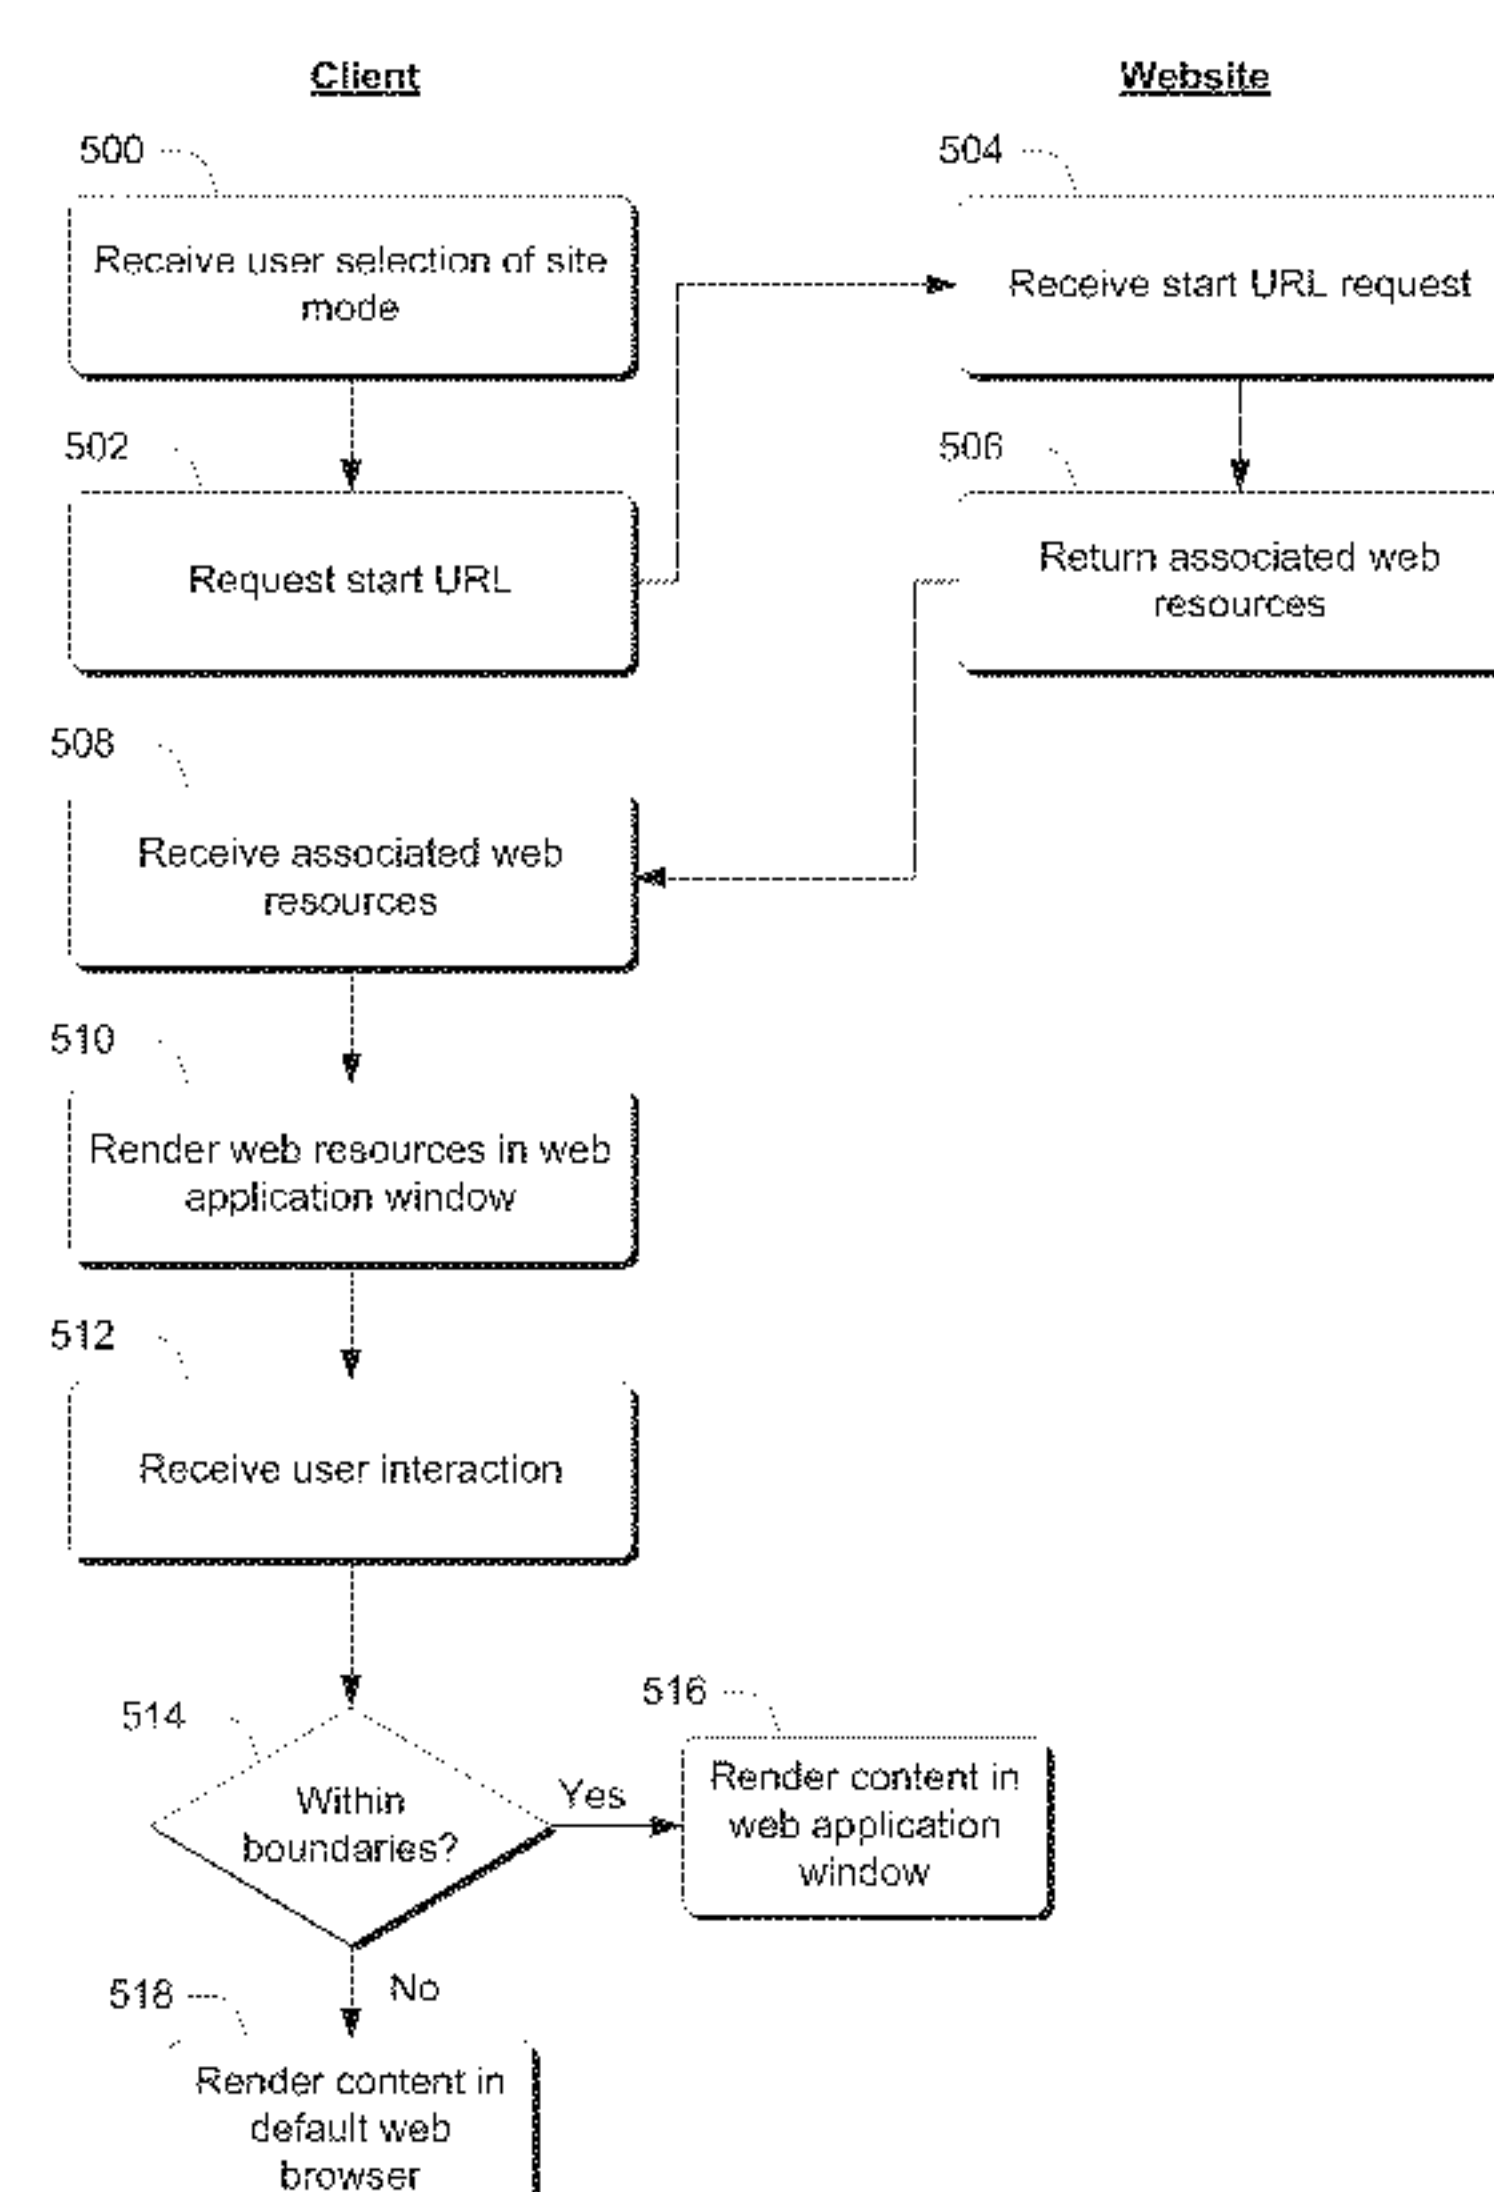 Client
Website
500
504
Receive user selection of site
mode
Receive start URL request
502
506
Request start URL
Return associated web
resources
508
Receive associated web
resources
510
Render web resources in web
application window
512
Receive user interaction
514
516
Within
boundaries?
Yes
Render content in
web application
window
No
518
Render content in
default web
browser